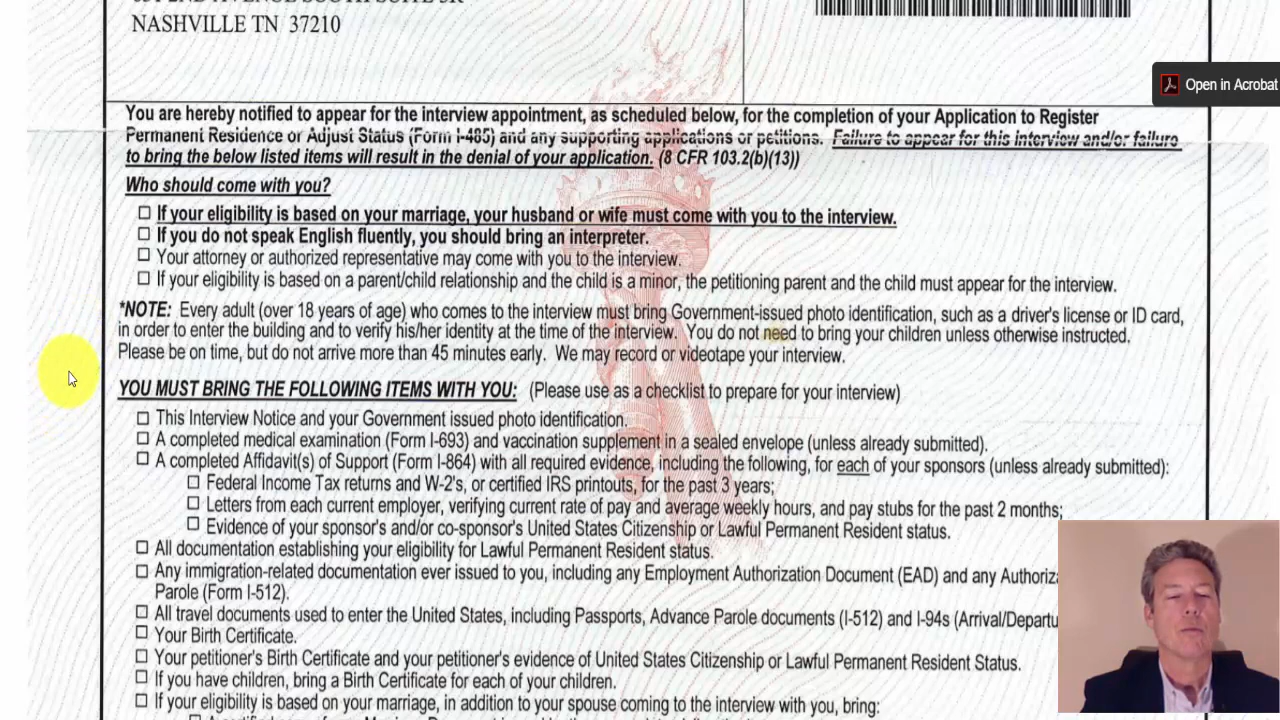 NASHVILLE TN 37210
Open in Acrobat
You are hereby notified to appear for the interview appointment, as scheduled below, for the completion of your Application to Register
Permanent Residence or Adjust Status (Form I-485) and any supporting applications or petitions. Failure to appear for this interview and/or failure
to bring the below listed items will result in the denial of your application. (8 CFR 103.2(b)(13))
Who should come with you?
☐ If your eligibility is based on your marriage, your husband or wife must come with you to the interview.
☐ If you do not speak English fluently, you should bring an interpreter.
☐ Your attorney or authorized representative may come with you to the interview.
☐ If your eligibility is based on a parent/child relationship and the child is a minor, the petitioning parent and the child must appear for the interview.
*NOTE: Every adult (over 18 years of age) who comes to the interview must bring Government-issued photo identification, such as a driver's license or ID card,
in order to enter the building and to verify his/her identity at the time of the interview. You do not need to bring your children unless otherwise instructed.
Please be on time, but do not arrive more than 45 minutes early. We may record or videotape your interview.
YOU MUST BRING THE FOLLOWING ITEMS WITH YOU: (Please use as a checklist to prepare for your interview)
☐ This Interview Notice and your Government issued photo identification.
☐ A completed medical examination (Form I-693) and vaccination supplement in a sealed envelope (unless already submitted).
☐ A completed Affidavit(s) of Support (Form I-864) with all required evidence, including the following, for each of your sponsors (unless already submitted):
☐ Federal Income Tax returns and W-2's, or certified IRS printouts, for the past 3 years;
☐ Letters from each current employer, verifying current rate of pay and average weekly hours, and pay stubs for the past 2 months;
☐ Evidence of your sponsor's and/or co-sponsor's United States Citizenship or Lawful Permanent Resident status.
☐ All documentation establishing your eligibility for Lawful Permanent Resident status.
☐ Any immigration-related documentation ever issued to you, including any Employment Authorization Document (EAD) and any Authoriz
Parole (Form I-512).
☐ All travel documents used to enter the United States, including Passports, Advance Parole documents (I-512) and I-94s (Arrival/Departu
☐ Your Birth Certificate.
☐ Your petitioner's Birth Certificate and your petitioner's evidence of United States Citizenship or Lawful Permanent Resident Status.
☐ If you have children, bring a Birth Certificate for each of your children.
☐ If your eligibility is based on your marriage, in addition to your spouse coming to the interview with you, bring: